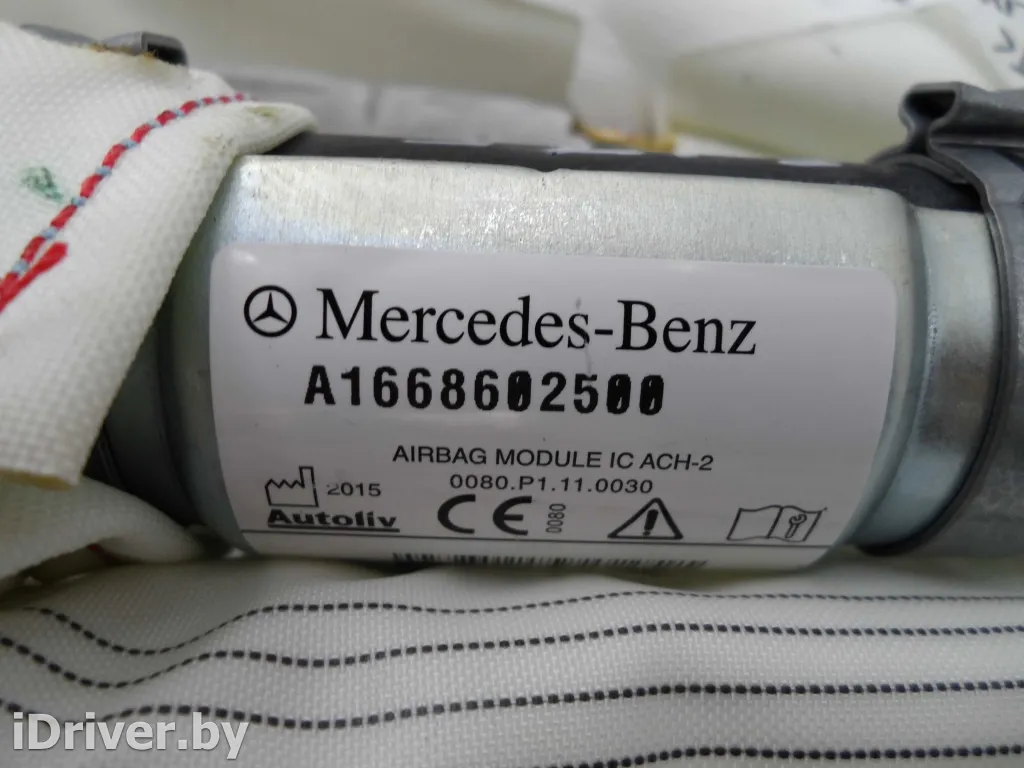 Mercedes-Benz
A1668602500
AIRBAG MODULE IC ACH-2
0080.P1.11.0030
2015
Autoliv
CE 0080
iDriver.by